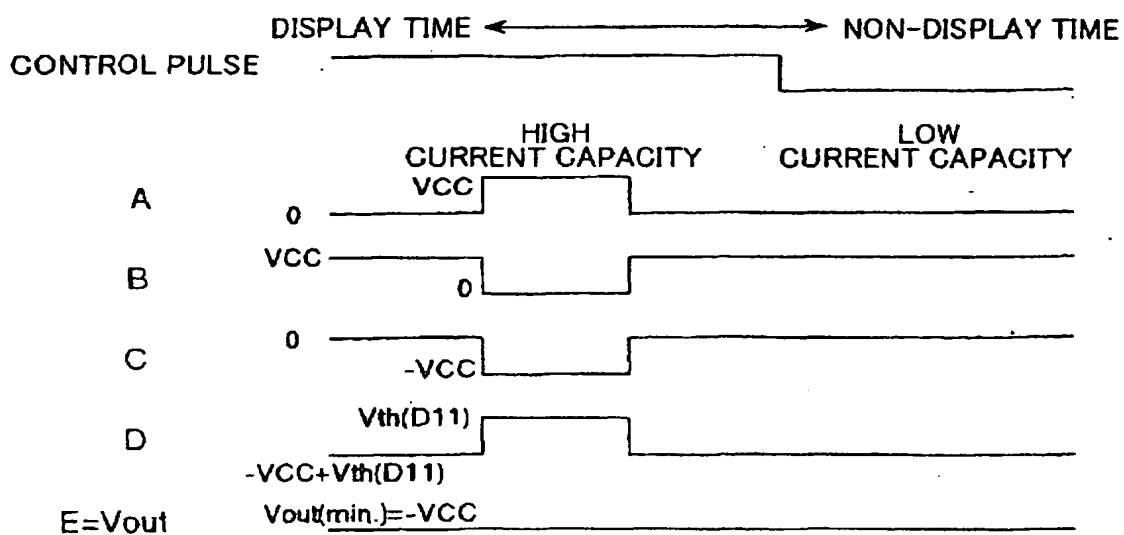 DISPLAY TIME NON-DISPLAY TIME
CONTROL PULSE
HIGH CURRENT CAPACITY
LOW CURRENT CAPACITY
A 0 VCC
B VCC 0
C 0 -VCC
D Vth(D11)
-VCC+Vth(D11)
E=Vout Vout(min.)=-VCC